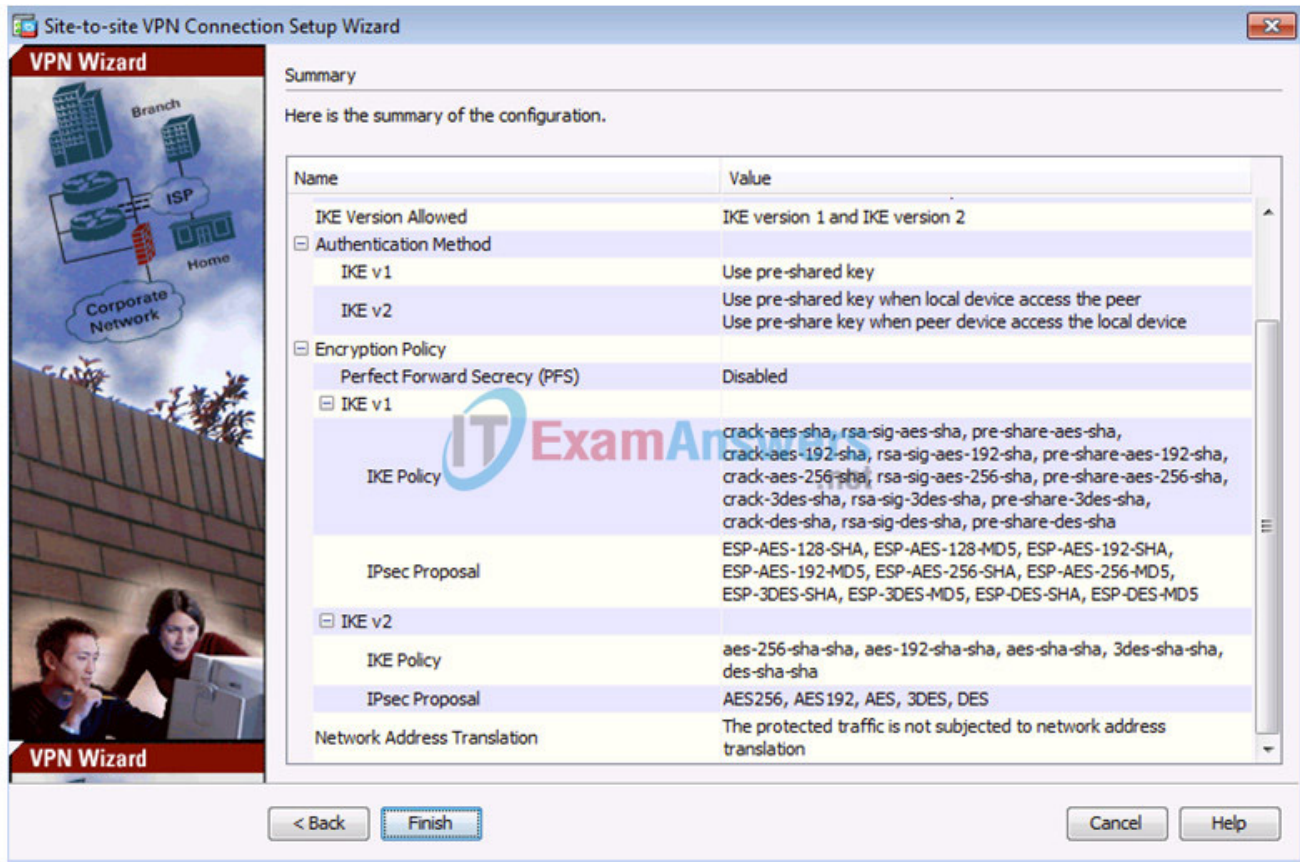 Site-to-site VPN Connection Setup Wizard
VPN Wizard
Branch
ISP
Home
Corporate
Network
VPN Wizard
Summary
Here is the summary of the configuration.
Name Value
IKE Version Allowed IKE version 1 and IKE version 2
Authentication Method
IKE v1 Use pre-shared key
IKE v2 Use pre-shared key when local device access the peer
Use pre-share key when peer device access the local device
Encryption Policy
Perfect Forward Secrecy (PFS) Disabled
IKE v1
IKE Policy crack-aes-sha, rsa-sig-aes-sha, pre-share-aes-sha,
crack-aes-192-sha, rsa-sig-aes-192-sha, pre-share-aes-192-sha,
crack-aes-256-sha, rsa-sig-aes-256-sha, pre-share-aes-256-sha,
crack-3des-sha, rsa-sig-3des-sha, pre-share-3des-sha,
crack-des-sha, rsa-sig-des-sha, pre-share-des-sha
ITExamAnswers
.net
IPsec Proposal ESP-AES-128-SHA, ESP-AES-128-MD5, ESP-AES-192-SHA,
ESP-AES-192-MD5, ESP-AES-256-SHA, ESP-AES-256-MD5,
ESP-3DES-SHA, ESP-3DES-MD5, ESP-DES-SHA, ESP-DES-MD5
IKE v2
IKE Policy aes-256-sha-sha, aes-192-sha-sha, aes-sha-sha, 3des-sha-sha,
des-sha-sha
IPsec Proposal AES256, AES192, AES, 3DES, DES
Network Address Translation The protected traffic is not subjected to network address
translation
< Back Finish Cancel Help